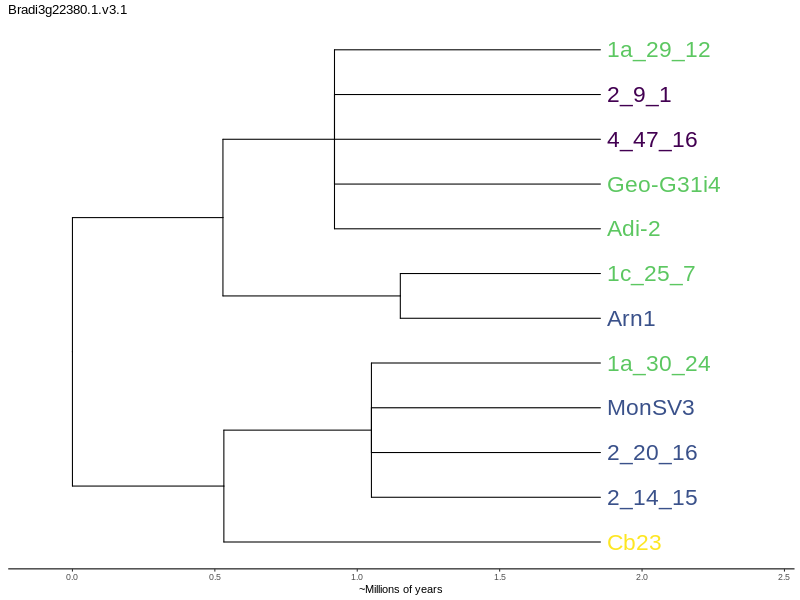 Bradi3g22380.1.v3.1
1a_29_12
2_9_1
4_47_16
Geo-G31i4
Adi-2
1c_25_7
Arn1
1a_30_24
MonSV3
2_20_16
2_14_15
Cb23
0.0 0.5 1.0 1.5 2.0 2.5
~Millions of years